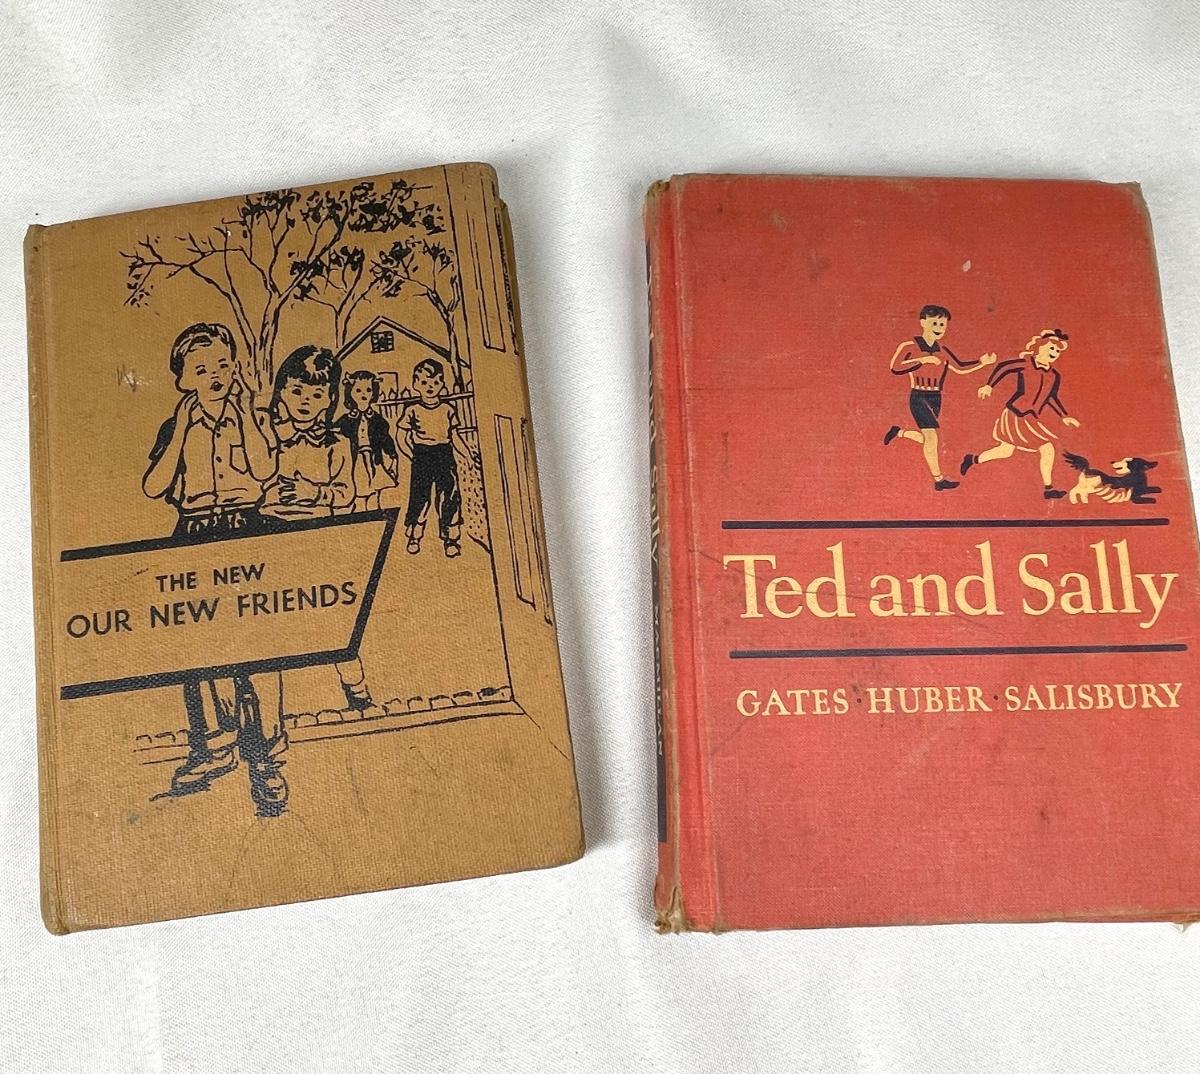 THE NEW
OUR NEW FRIENDS
Ted and Sally
GATES · HUBER · SALISBURY